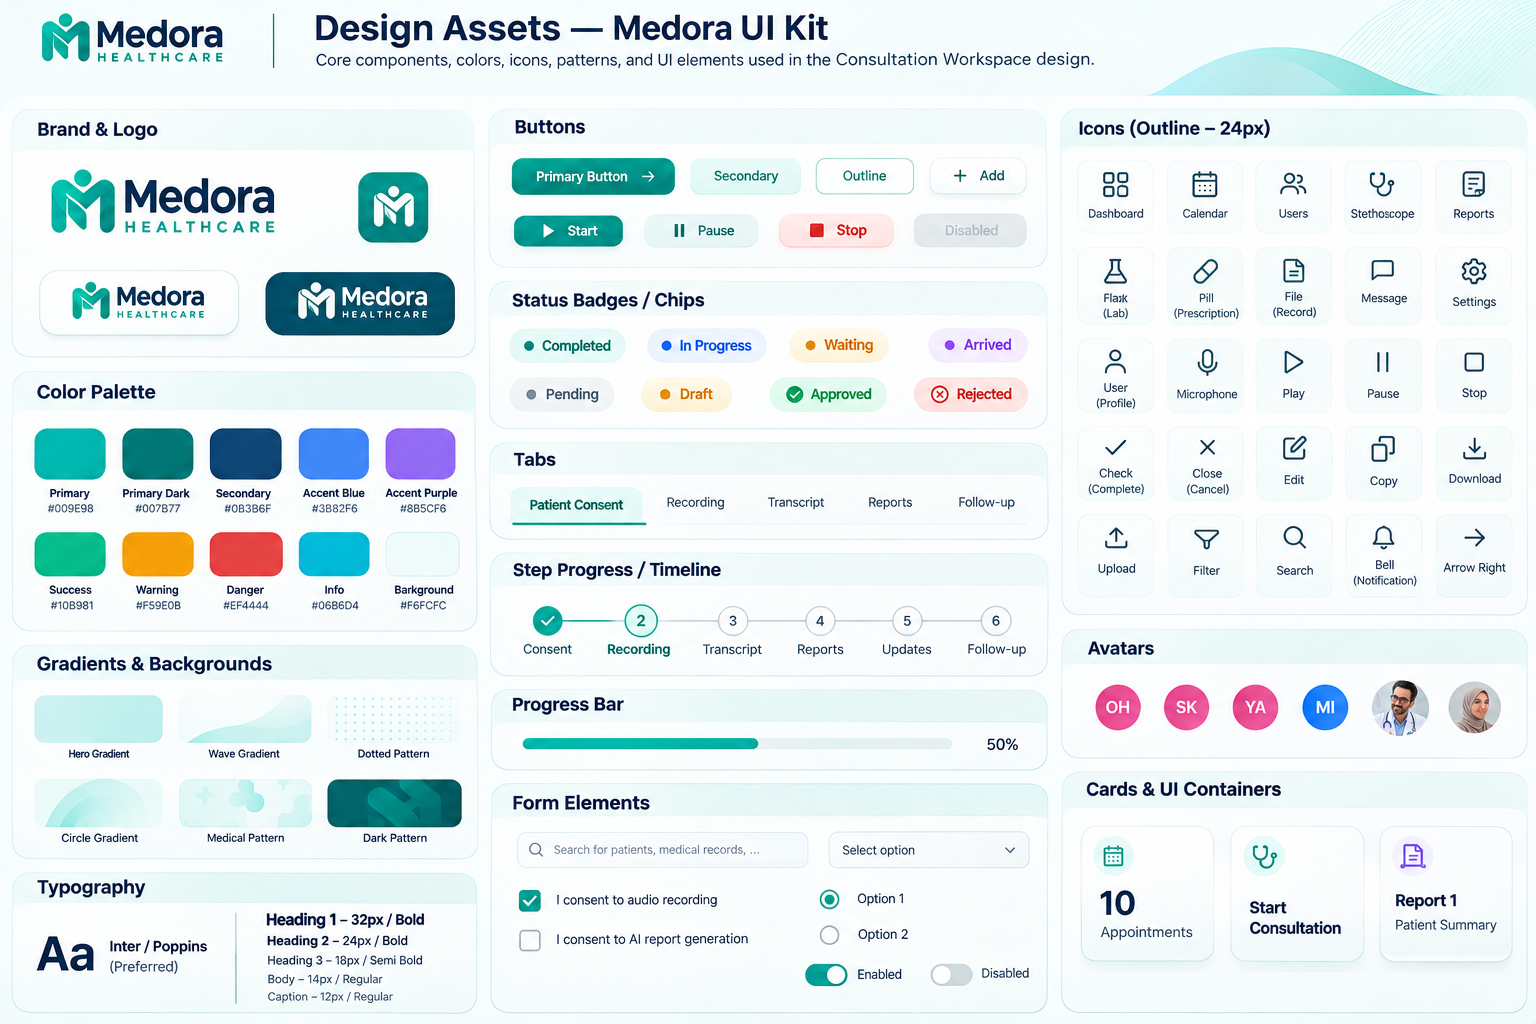 Medora
HEALTHCARE
Design Assets — Medora UI Kit
Core components, colors, icons, patterns, and UI elements used in the Consultation Workspace design.
Brand & Logo
Medora
HEALTHCARE
Medora
HEALTHCARE
Medora
HEALTHCARE
Color Palette
Primary
#009E98
Primary Dark
#007B77
Secondary
#0B3B6F
Accent Blue
#3B82F6
Accent Purple
#8B5CF6
Success
#10B981
Warning
#F59E0B
Danger
#EF4444
Info
#06B6D4
Barkground
#F6FCFC
Gradients & Backgrounds
Hero Gradient
Wave Gradient
Dotted Pattern
Circle Gradient
Medical Pattern
Dark Pattern
Typography
Aa
Inter / Poppins
(Preferred)
Heading 1 – 32px / Bold
Heading 2 – 24px / Bold
Heading 3 – 18px / Semi Bold
Body – 14px / Regular
Caption – 12px / Regular
Buttons
Primary Button →
Secondary
Outline
+ Add
Start
Pause
Stop
Disabled
Status Badges / Chips
Completed
In Progress
Waiting
Arrived
Pending
Draft
Approved
Rejected
Tabs
Patient Consent
Recording
Transcript
Reports
Follow-up
Step Progress / Timeline
2
3
4
5
6
Consent
Recording
Transcript
Reports
Updates
Follow-up
Progress Bar
50%
Form Elements
Search for patients, medical records, ...
Select option
I consent to audio recording
Option 1
I consent to AI report generation
Option 2
Enabled
Disabled
Icons (Outline – 24px)
Dashboard
Calendar
Users
Stethoscope
Reports
(Lab)
Pill
(Prescription)
File
(Record)
Message
Settings
User
(Profile)
Microphone
Play
Pause
Stop
Check
(Complete)
Close
(Cancel)
Edit
Copy
Download
Upload
Filter
Search
Bell
(Notification)
Arrow Right
Avatars
OH
SK
YA
MI
Cards & UI Containers
10
Appointments
Start
Consultation
Report 1
Patient Summary